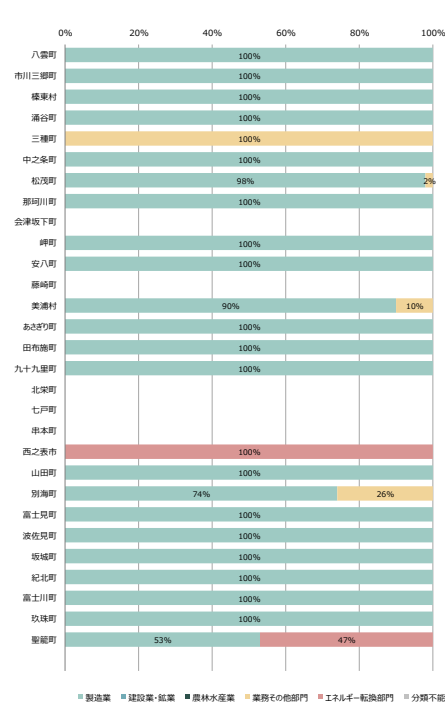 0% 20% 40% 60% 80% 100%
八雲町 100%
市川三郷町 100%
榛東村 100%
涌谷町 100%
三種町 100%
中之条町 100%
松茂町 98% 2%
那珂川町 100%
会津坂下町
岬町 100%
安八町 100%
藤崎町
美浦村 90% 10%
あさぎり町 100%
田布施町 100%
九十九里町 100%
北栄町
七戸町
串本町
西之表市 100%
山田町 100%
別海町 74% 26%
富士見町 100%
波佐見町 100%
坂城町 100%
紀北町 100%
富士川町 100%
玖珠町 100%
聖籠町 53% 47%
製造業 建設業・鉱業 農林水産業 業務その他部門 エネルギー転換部門 分類不能